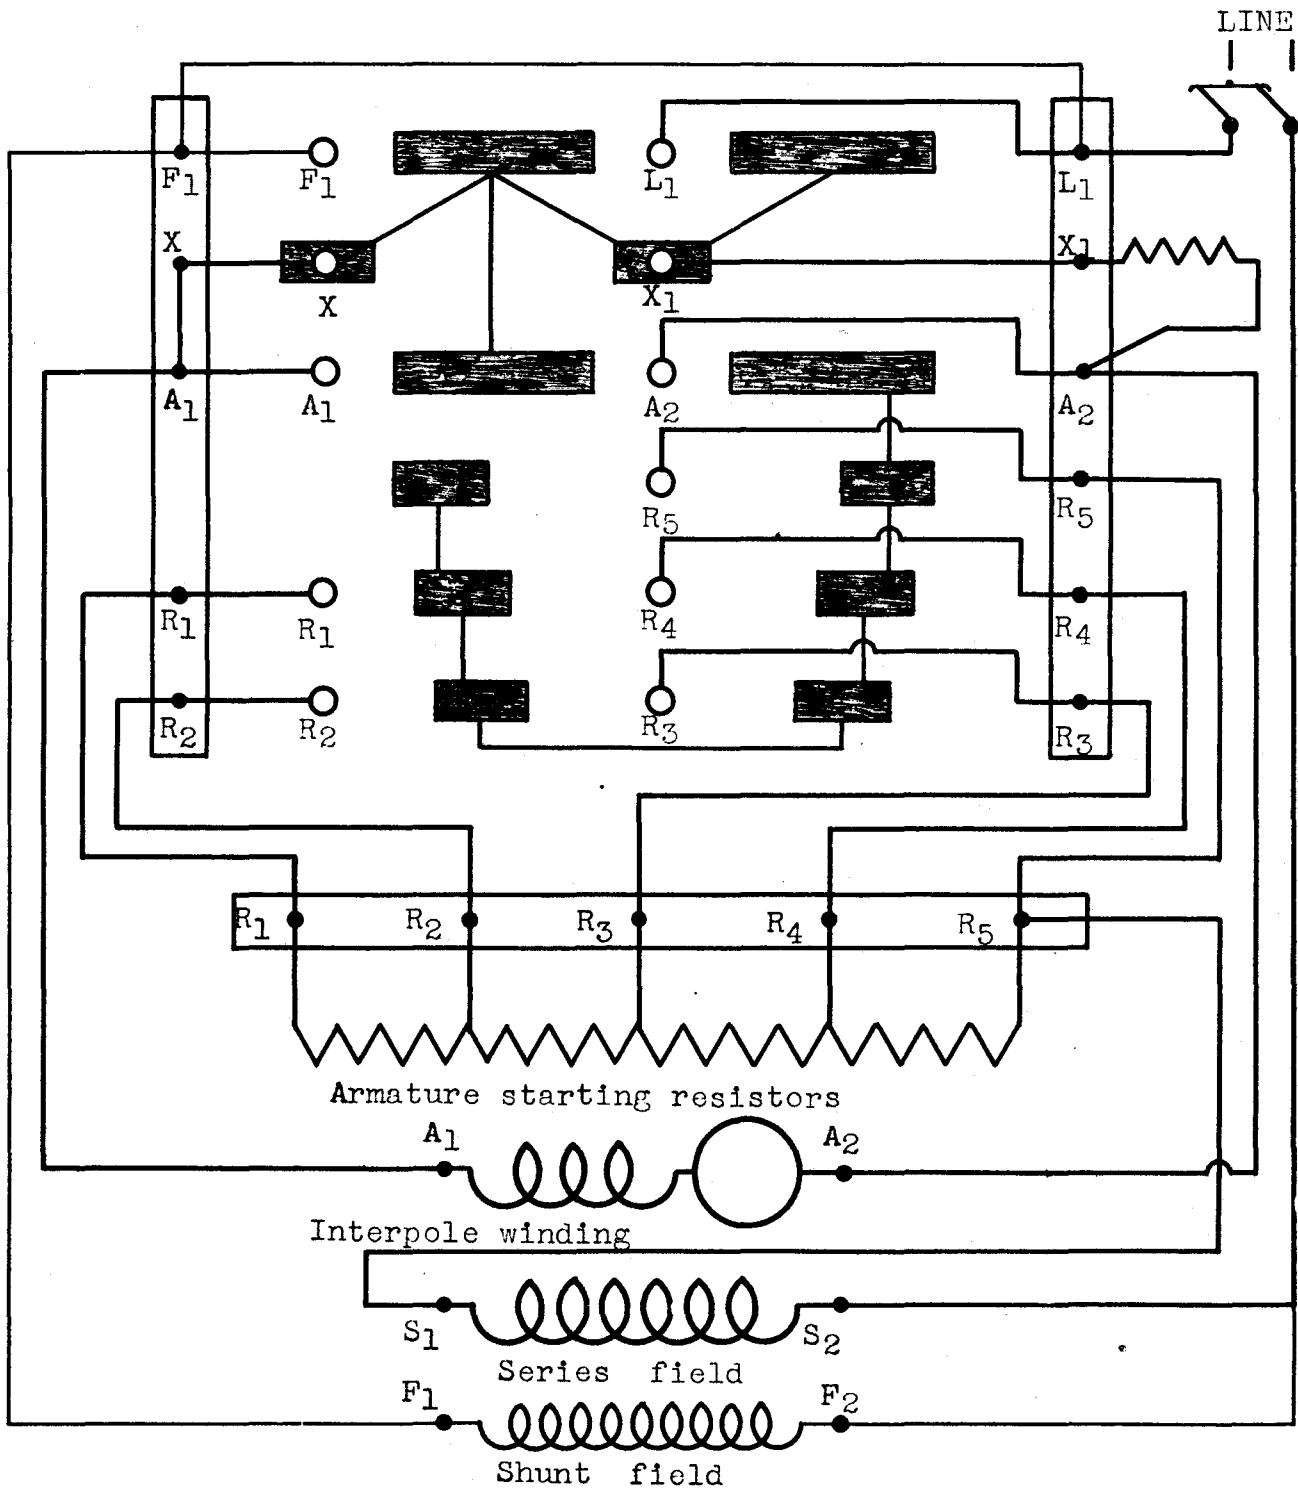 LINE
F1 F1 L1 L1
X X1
X X1
A1 A1 A2 A2
R5 R5
R1 R1 R4 R4
R2 R2 R3 R3
R1 R2 R3 R4 R5
Armature starting resistors
A1 A2
Interpole winding
S1 S2
Series field
F1 F2
Shunt field